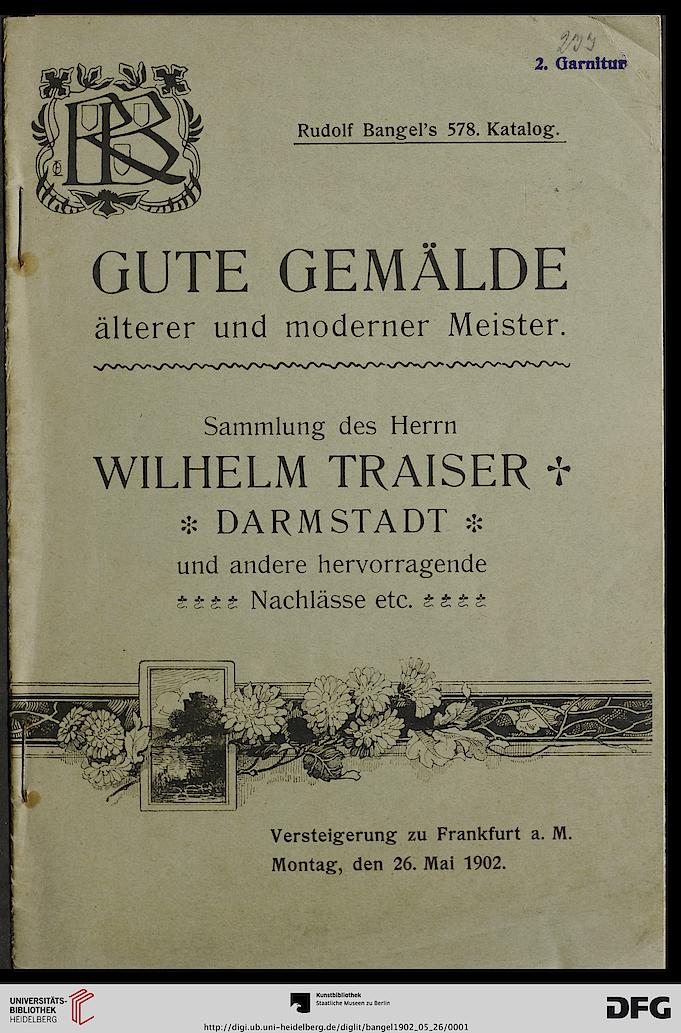 233
2. Garnitur
RB
Rudolf Bangel's 578. Katalog.
GUTE GEMÄLDE
älterer und moderner Meister.
Sammlung des Herrn
WILHELM TRAISER †
* DARMSTADT *
und andere hervorragende
Nachlässe etc.
Versteigerung zu Frankfurt a. M.
Montag, den 26. Mai 1902.
UNIVERSITÄTS-
BIBLIOTHEK
HEIDELBERG
Kunstbibliothek
Staatliche Museen zu Berlin
http://digi.ub.uni-heidelberg.de/diglit/bangel1902_05_26/0001
DFG